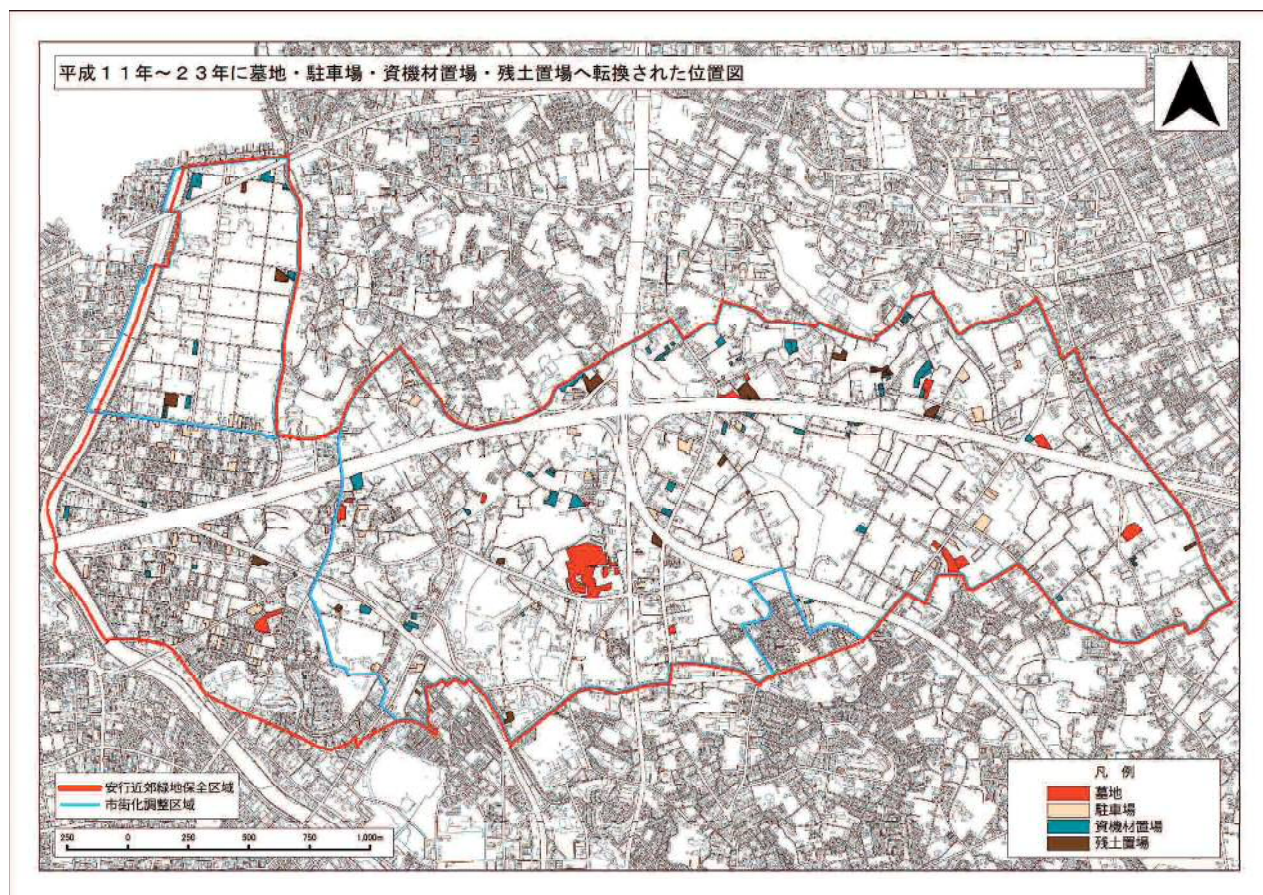 平成11年~23年に墓地・駐車場・資機材置場・残土置場へ転換された位置図
安行近郊緑地保全区域
市街化調整区域
250 0 250 500 750 1,000m
凡 例
墓地
駐車場
資機材置場
残土置場